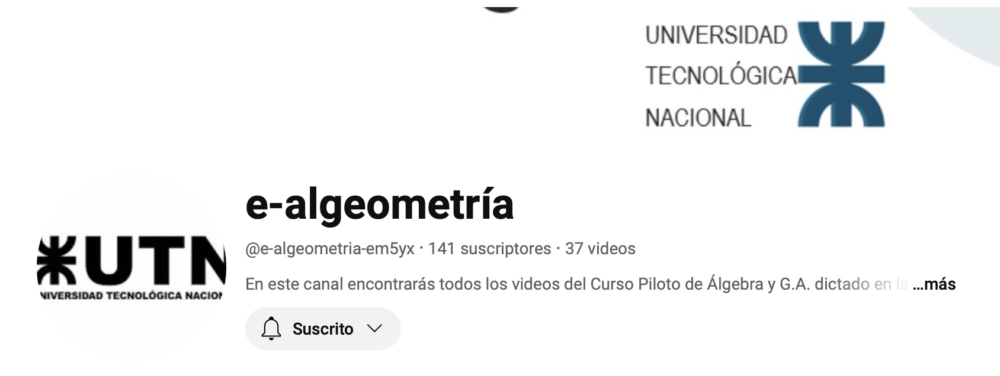 UNIVERSIDAD
TECNOLÓGICA
NACIONAL
UTN
NIVERSIDAD TECNOLÓGICA NACION
e-algeometría
@e-algeometria-em5yx · 141 suscriptores · 37 videos
En este canal encontrarás todos los videos del Curso Piloto de Álgebra y G.A. dictado en la ...más
Suscrito